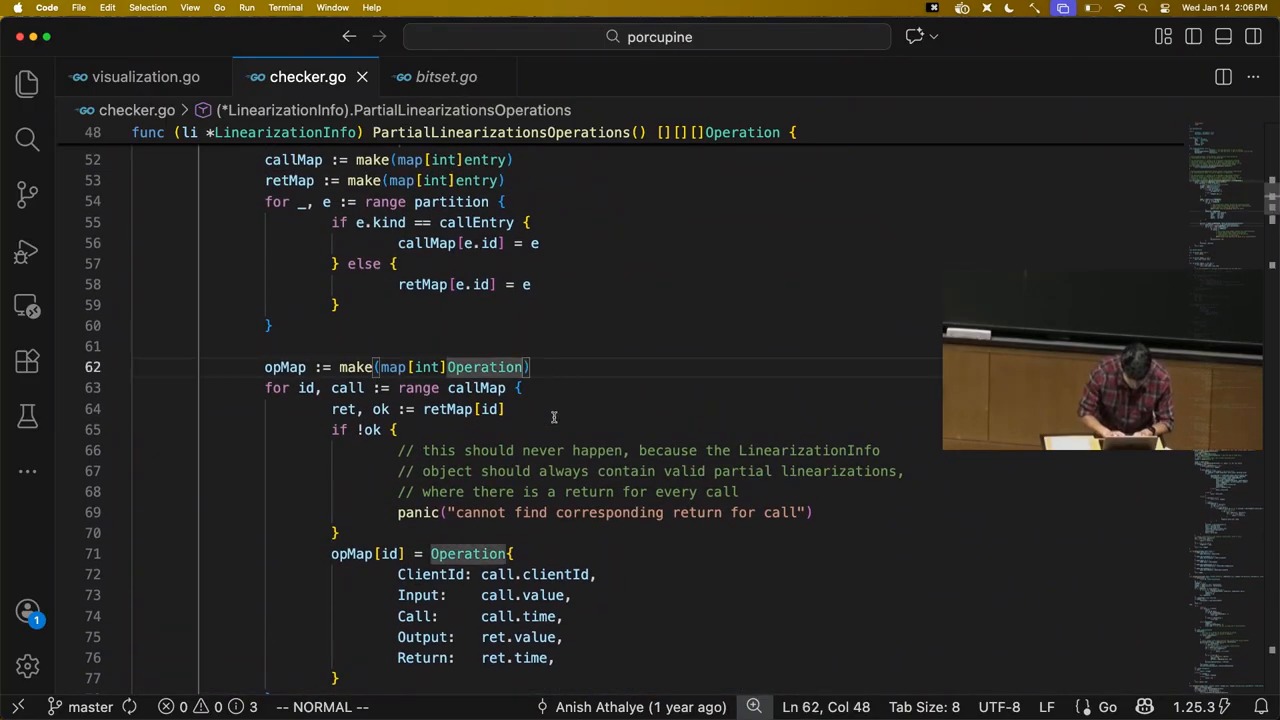 Code File Edit Selection View Go Run Terminal Window Help Wed Jan 14 2:06 PM
porcupine
visualization.go checker.go bitset.go
checker.go > (*LinearizationInfo).PartialLinearizationsOperations
48 func (li *LinearizationInfo) PartialLinearizationsOperations() [][][]Operation {
52 callMap := make(map[int]entry)
53 retMap := make(map[int]entry)
54 for _, e := range partition {
55 if e.kind == callEntry {
56 callMap[e.id] = e
57 } else {
58 retMap[e.id] = e
59 }
60 }
61
62 opMap := make(map[int]Operation)
63 for id, call := range callMap {
64 ret, ok := retMap[id]
65 if !ok {
66 // this should never happen, because the LinearizationInfo
67 // object should always contain valid partial linearizations,
68 // where there is a return for every call
69 panic("cannot find corresponding return for call")
70 }
71 opMap[id] = Operation{
72 ClientId: call.clientId,
73 Input: call.value,
74 Call: call.time,
75 Output: ret.value,
76 Return: ret.time,
77 }
1
master 0 0 3 -- NORMAL -- Anish Athalye (1 year ago) Ln 62, Col 48 Tab Size: 8 UTF-8 LF Go 1.25.3